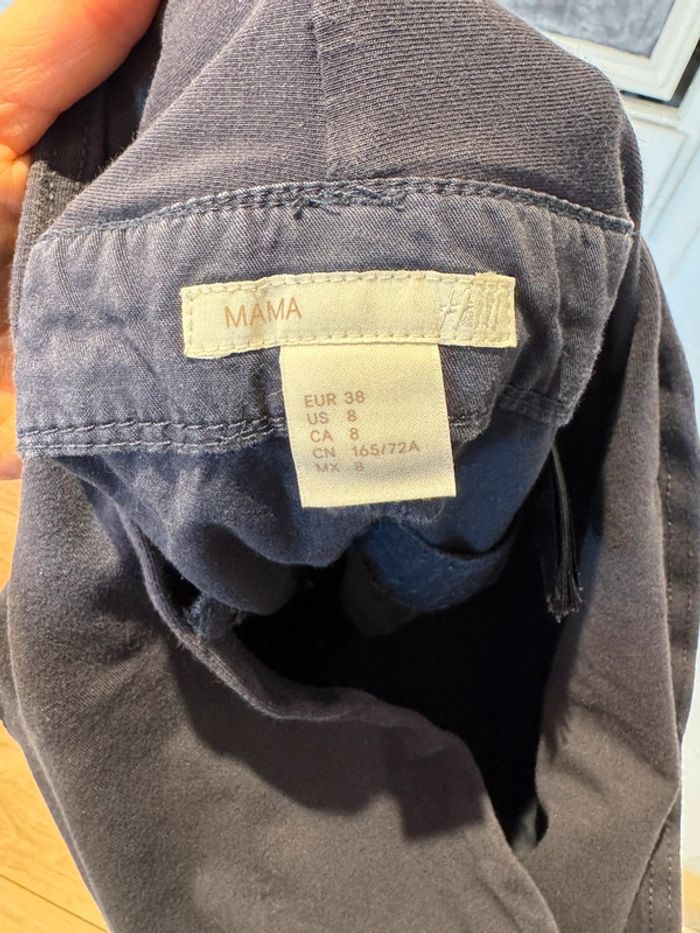 MAMA H&M
EUR 38
US 8
CA 8
CN 165/72A
MX 8